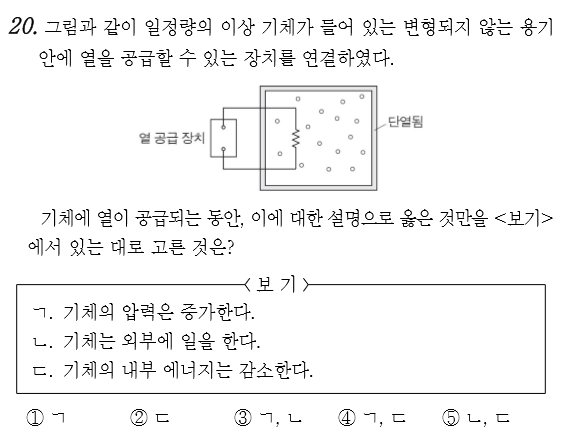 20. 그림과 같이 일정량의 이상 기체가 들어 있는 변형되지 않는 용기
안에 열을 공급할 수 있는 장치를 연결하였다.
열 공급 장치
단열됨
기체에 열이 공급되는 동안, 이에 대한 설명으로 옳은 것만을 <보기>
에서 있는 대로 고른 것은?
<보 기>
ㄱ. 기체의 압력은 증가한다.
ㄴ. 기체는 외부에 일을 한다.
ㄷ. 기체의 내부 에너지는 감소한다.
① ㄱ ② ㄷ ③ ㄱ, ㄴ ④ ㄱ, ㄷ ⑤ ㄴ, ㄷ